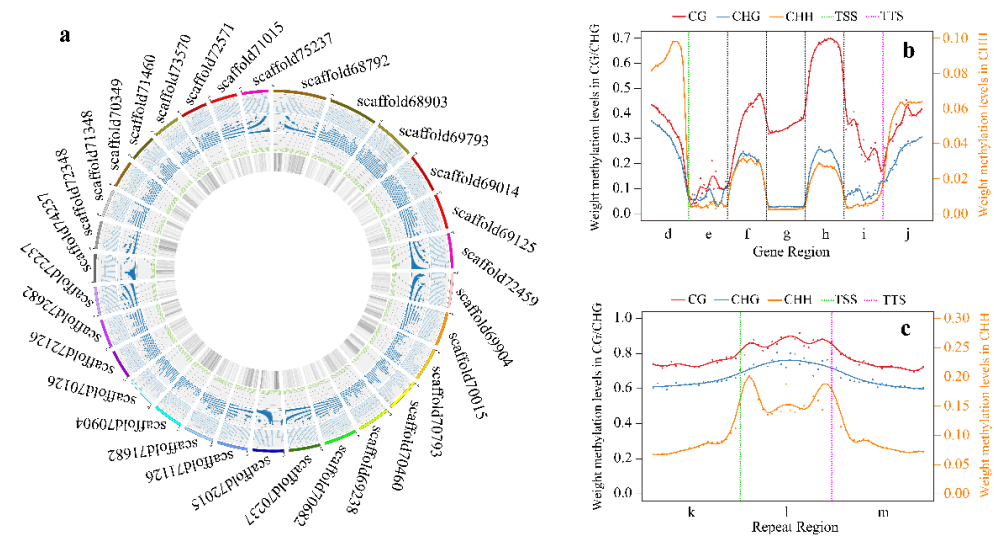 a
scaffold75237
scaffold68792
scaffold68903
scaffold69793
scaffold69014
scaffold69125
scaffold72459
scaffold69904
scaffold70015
scaffold70793
scaffold70460
scaffold69238
scaffold70682
scaffold70237
scaffold72015
scaffold71126
scaffold71682
scaffold70904
scaffold70126
scaffold72126
scaffold72682
scaffold72237
scaffold74237
scaffold72348
scaffold71348
scaffold70349
scaffold71460
scaffold73570
scaffold72571
scaffold71015
CG CHG CHH TSS TTS
b
Weight methylation levels in CG/CHG
0.7
0.6
0.5
0.4
0.3
0.2
0.1
0.0
Weight methylation levels in CHH
0.10
0.08
0.06
0.04
0.02
0.00
d e f g h i j
Gene Region
CG CHG CHH TSS TTS
c
Weight methylation levels in CG/CHG
1.0
0.8
0.6
0.4
0.2
0.0
Weight methylation levels in CHH
0.30
0.25
0.20
0.15
0.10
0.05
0.00
k l m
Repeat Region